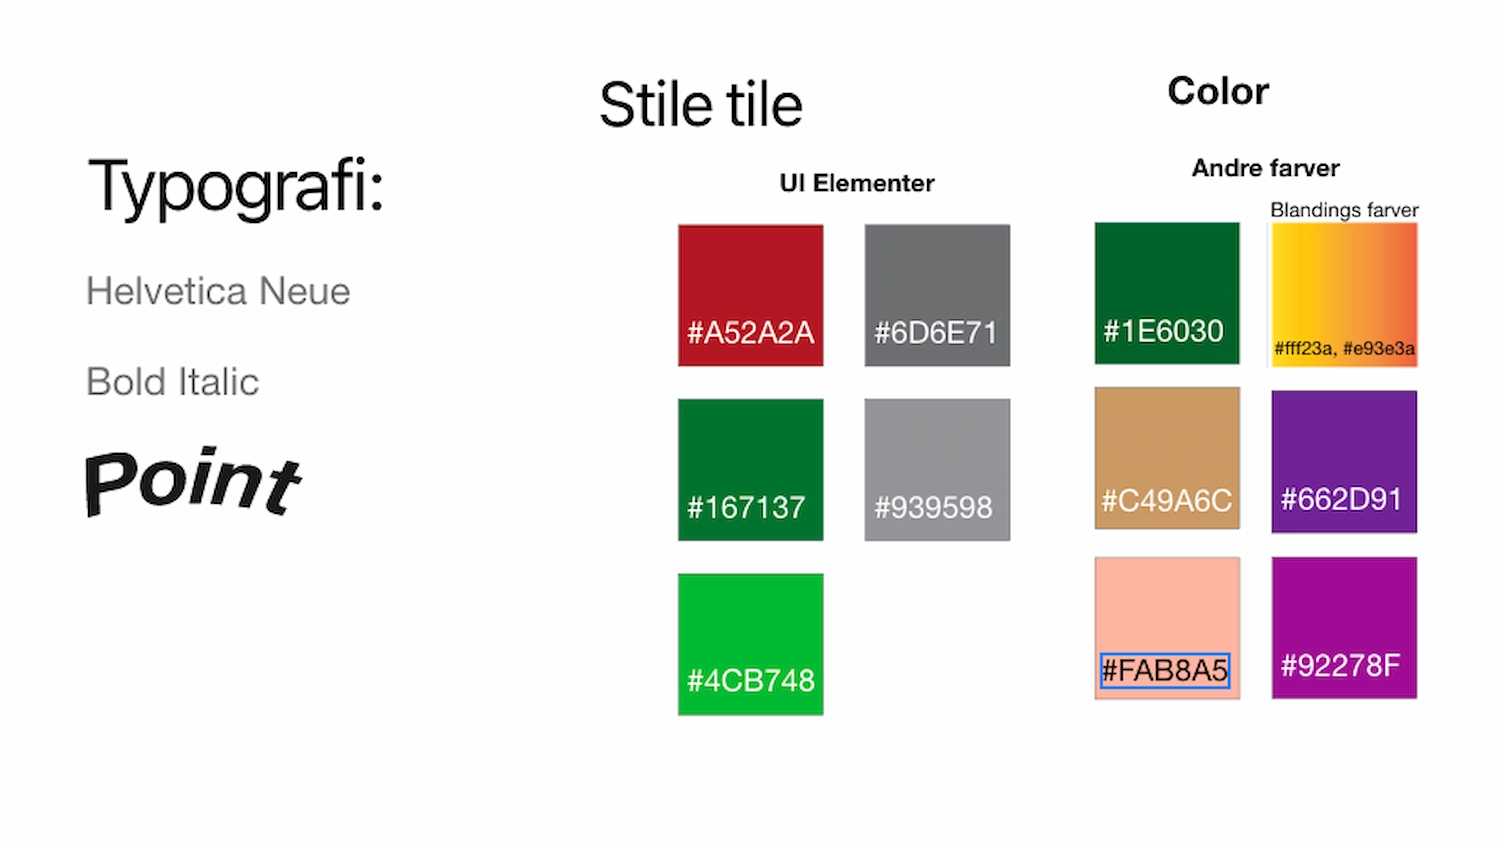 Stile tile
Typografi:
Helvetica Neue
Bold Italic
Point
UI Elementer
#A52A2A
#6D6E71
#167137
#939598
#4CB748
Color
Andre farver
Blandings farver
#1E6030
#fff23a, #e93e3a
#C49A6C
#662D91
#FAB8A5
#92278F